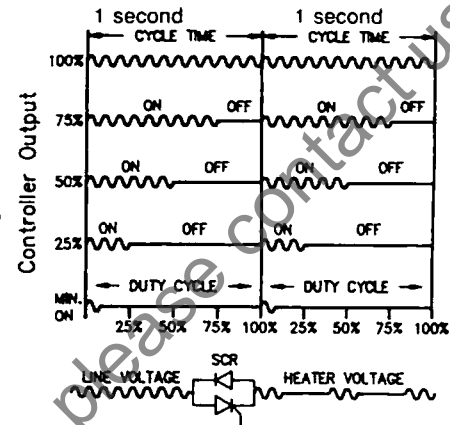 1 second 1 second
CYCLE TIME CYCLE TIME
100%
ON OFF ON OFF
75%
ON OFF ON OFF
50%
ON OFF ON OFF
25%
DUTY CYCLE DUTY CYCLE
MIN.
ON
25% 50% 75% 100% 25% 50% 75% 100%
Controller Output
SCR
LINE VOLTAGE HEATER VOLTAGE
please contact us